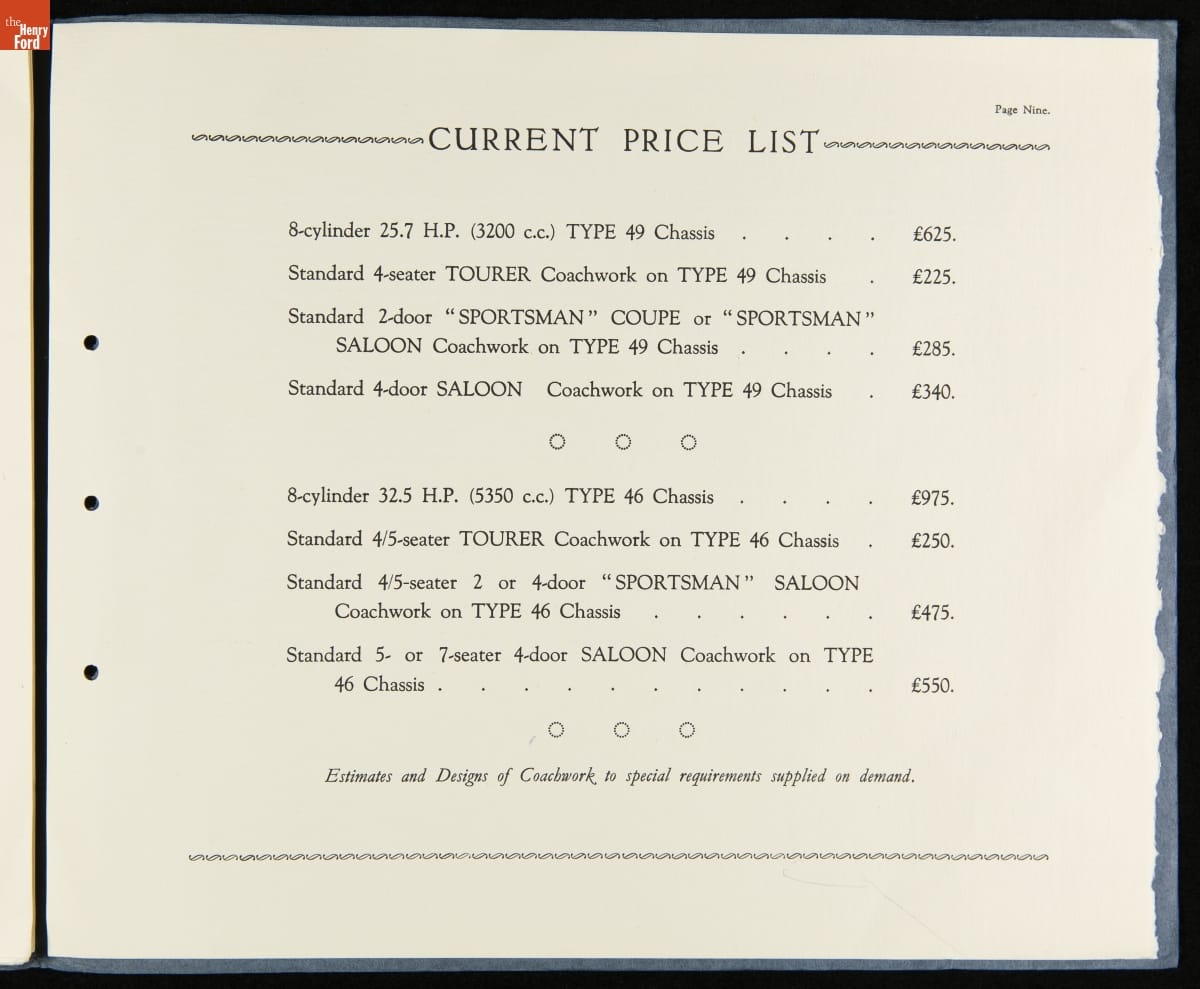 the
Henry
Ford
Page Nine.
CURRENT PRICE LIST
8-cylinder 25.7 H.P. (3200 c.c.) TYPE 49 Chassis . . . . £625.
Standard 4-seater TOURER Coachwork on TYPE 49 Chassis . £225.
Standard 2-door “SPORTSMAN” COUPE or “SPORTSMAN”
SALOON Coachwork on TYPE 49 Chassis . . . . £285.
Standard 4-door SALOON Coachwork on TYPE 49 Chassis . £340.
8-cylinder 32.5 H.P. (5350 c.c.) TYPE 46 Chassis . . . . £975.
Standard 4/5-seater TOURER Coachwork on TYPE 46 Chassis . £250.
Standard 4/5-seater 2 or 4-door “SPORTSMAN” SALOON
Coachwork on TYPE 46 Chassis . . . . . . £475.
Standard 5- or 7-seater 4-door SALOON Coachwork on TYPE
46 Chassis . . . . . . . . . . . £550.
Estimates and Designs of Coachwork to special requirements supplied on demand.